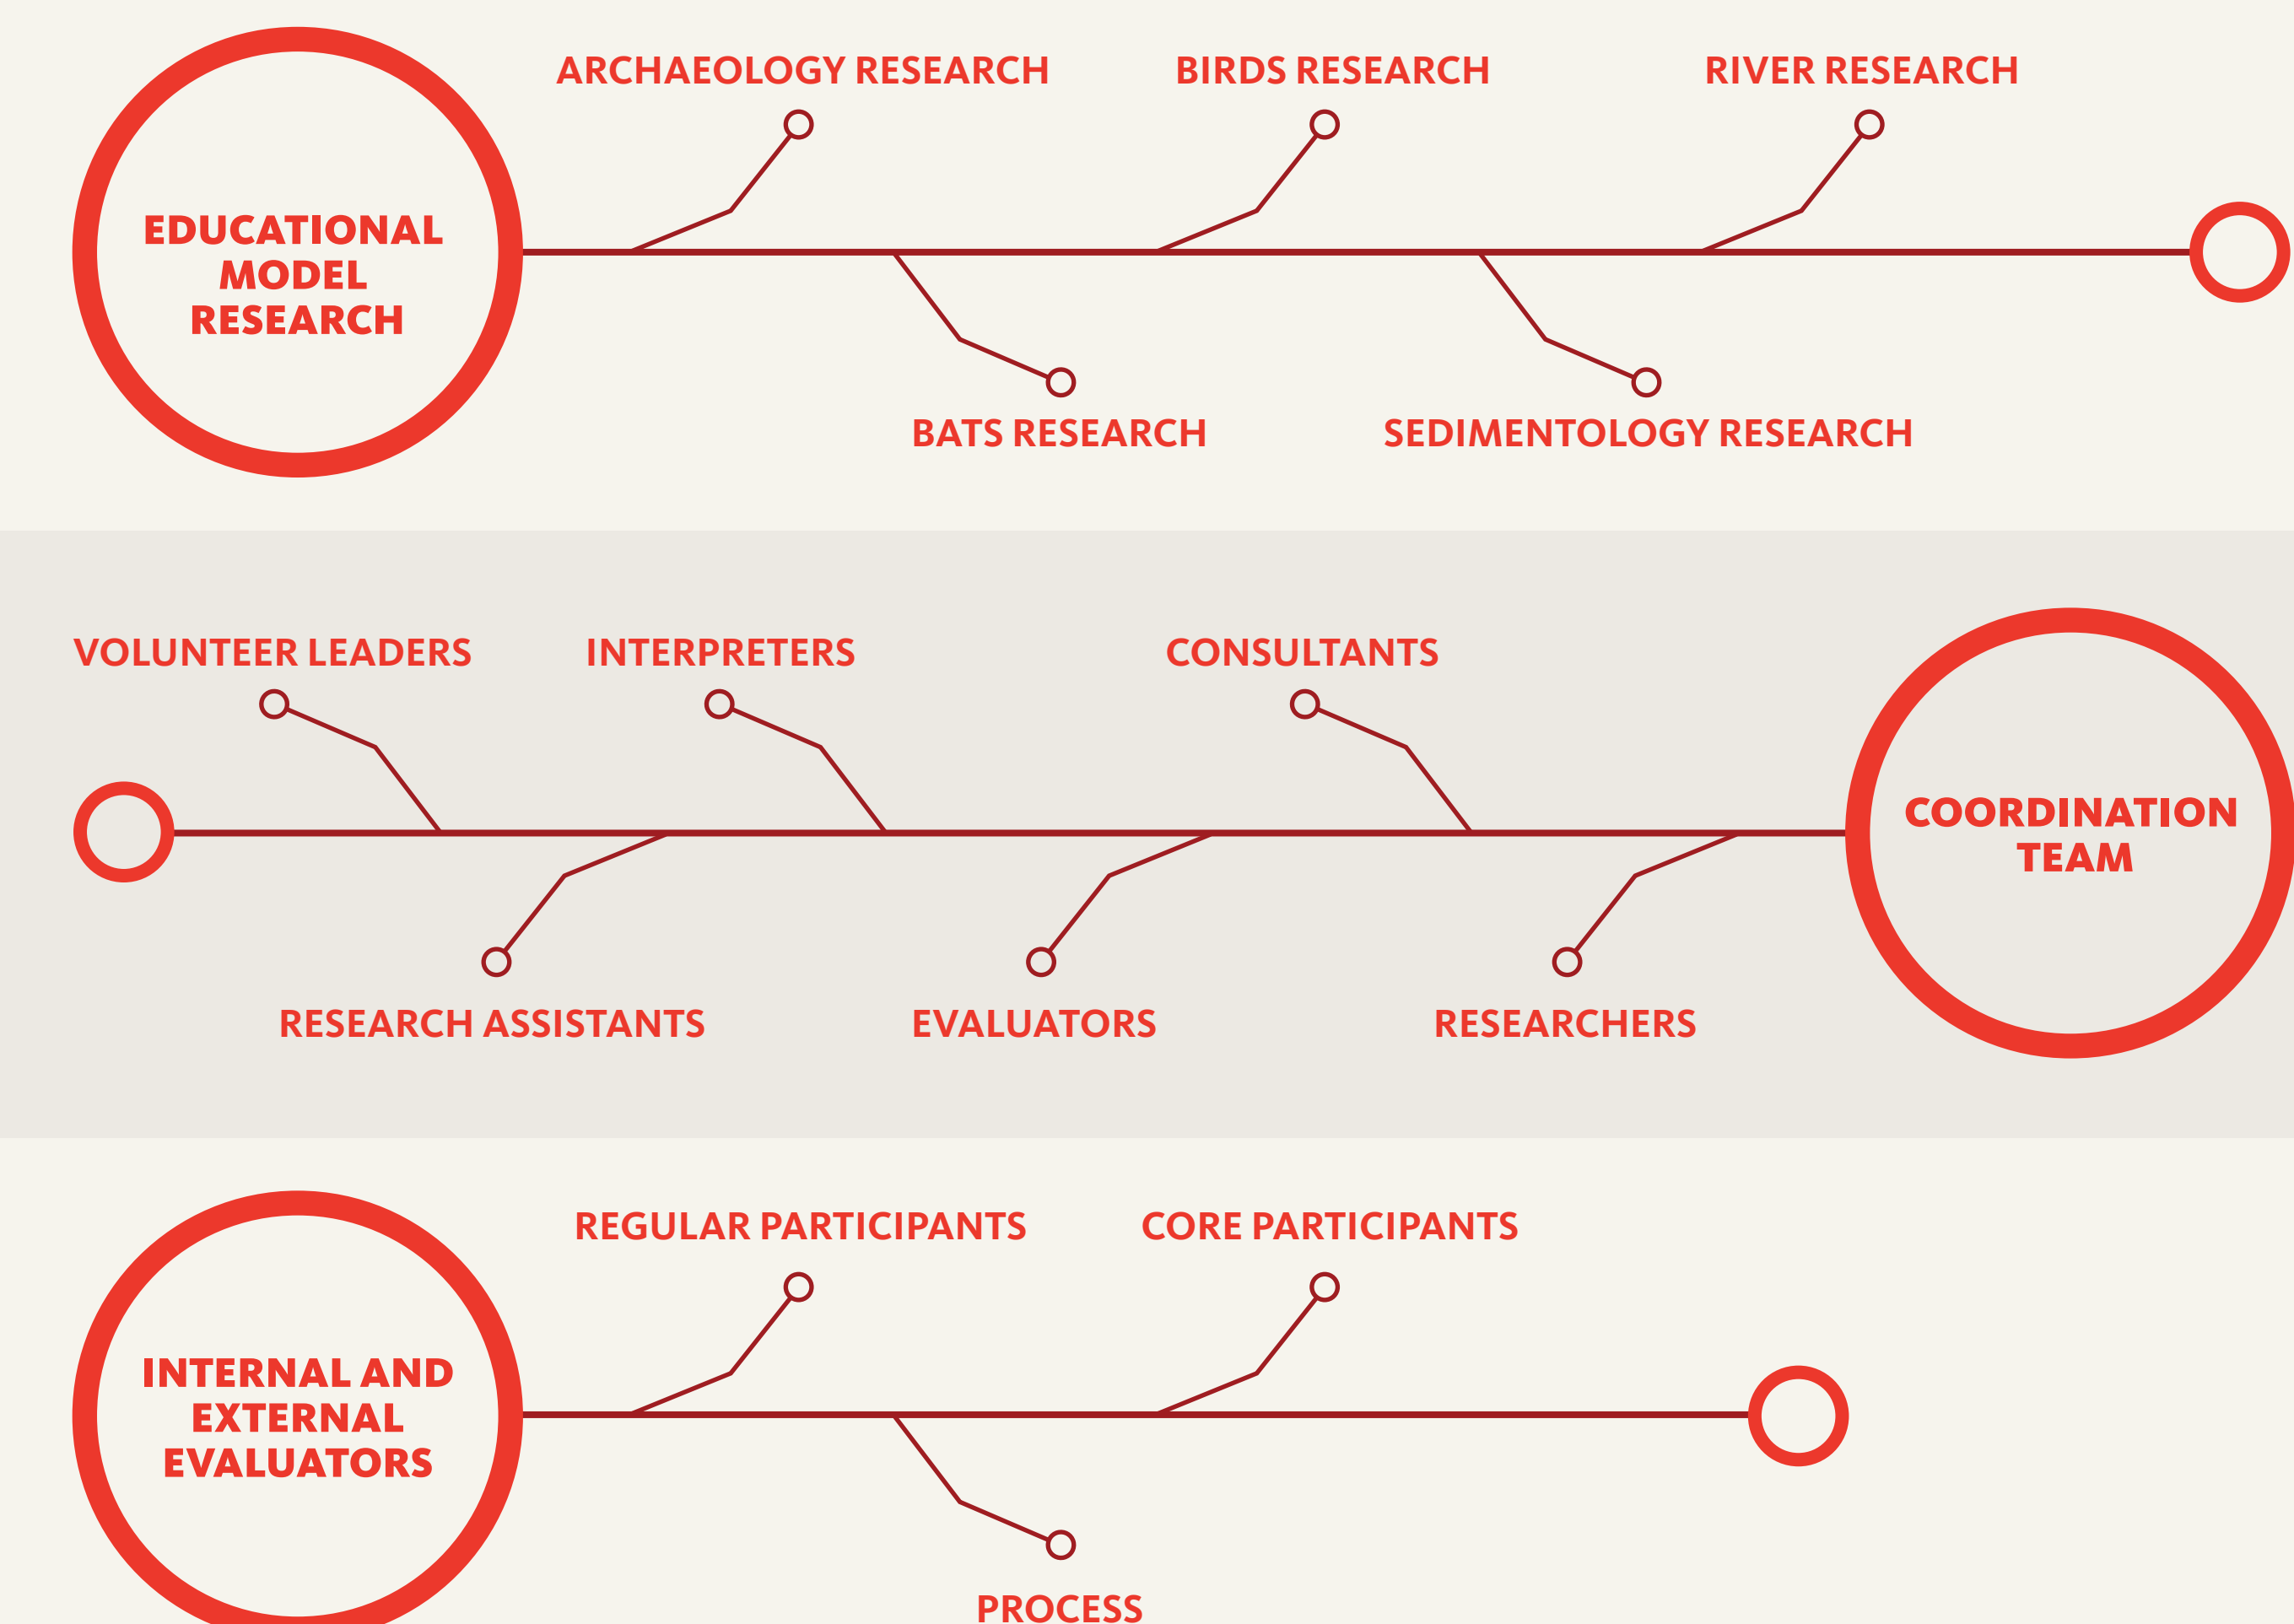 ARCHAEOLOGY RESEARCH
BIRDS RESEARCH
RIVER RESEARCH
EDUCATIONAL
MODEL
RESEARCH
BATS RESEARCH
SEDIMENTOLOGY RESEARCH
VOLUNTEER LEADERS
INTERPRETERS
CONSULTANTS
COORDINATION
TEAM
RESEARCH ASSISTANTS
EVALUATORS
RESEARCHERS
REGULAR PARTICIPANTS
CORE PARTICIPANTS
INTERNAL AND
EXTERNAL
EVALUATORS
PROCESS